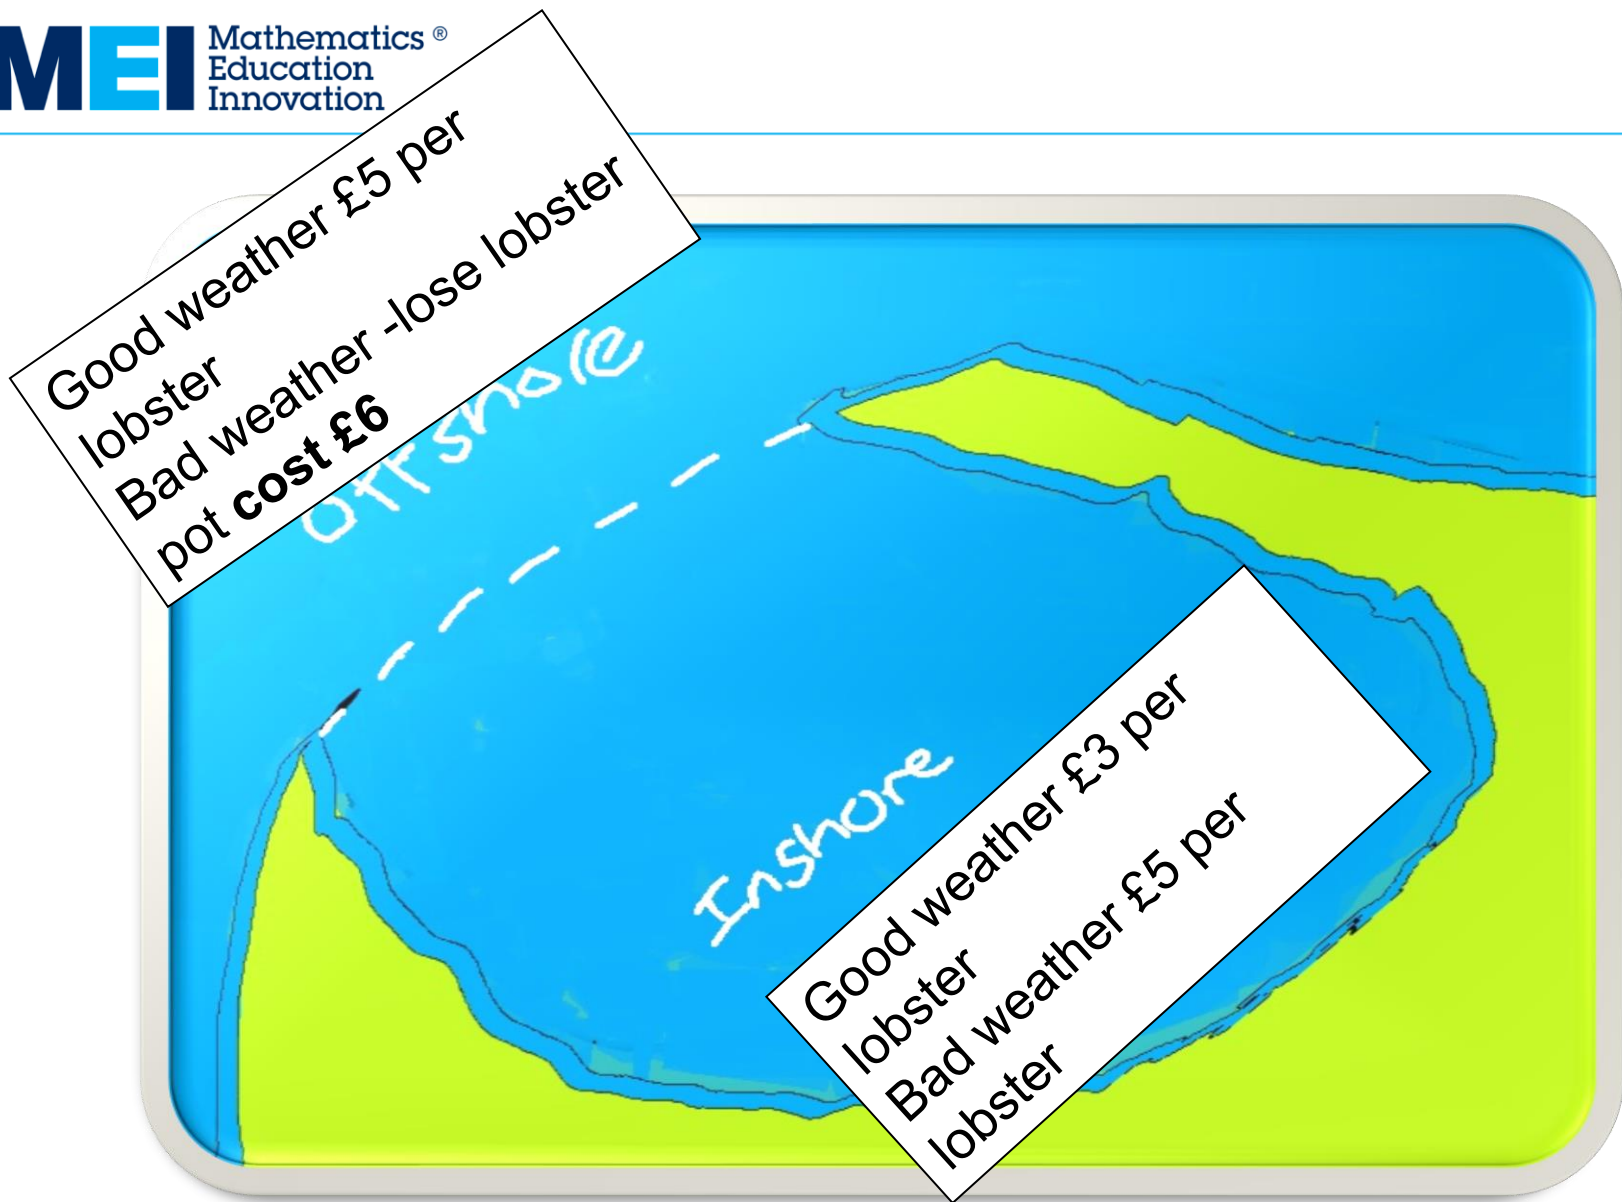 MEI Mathematics ®
Education
Innovation
Good weather £5 per
lobster
Bad weather -lose lobster
pot cost £6
Offshore
Inshore
Good weather £3 per
lobster
Bad weather £5 per
lobster